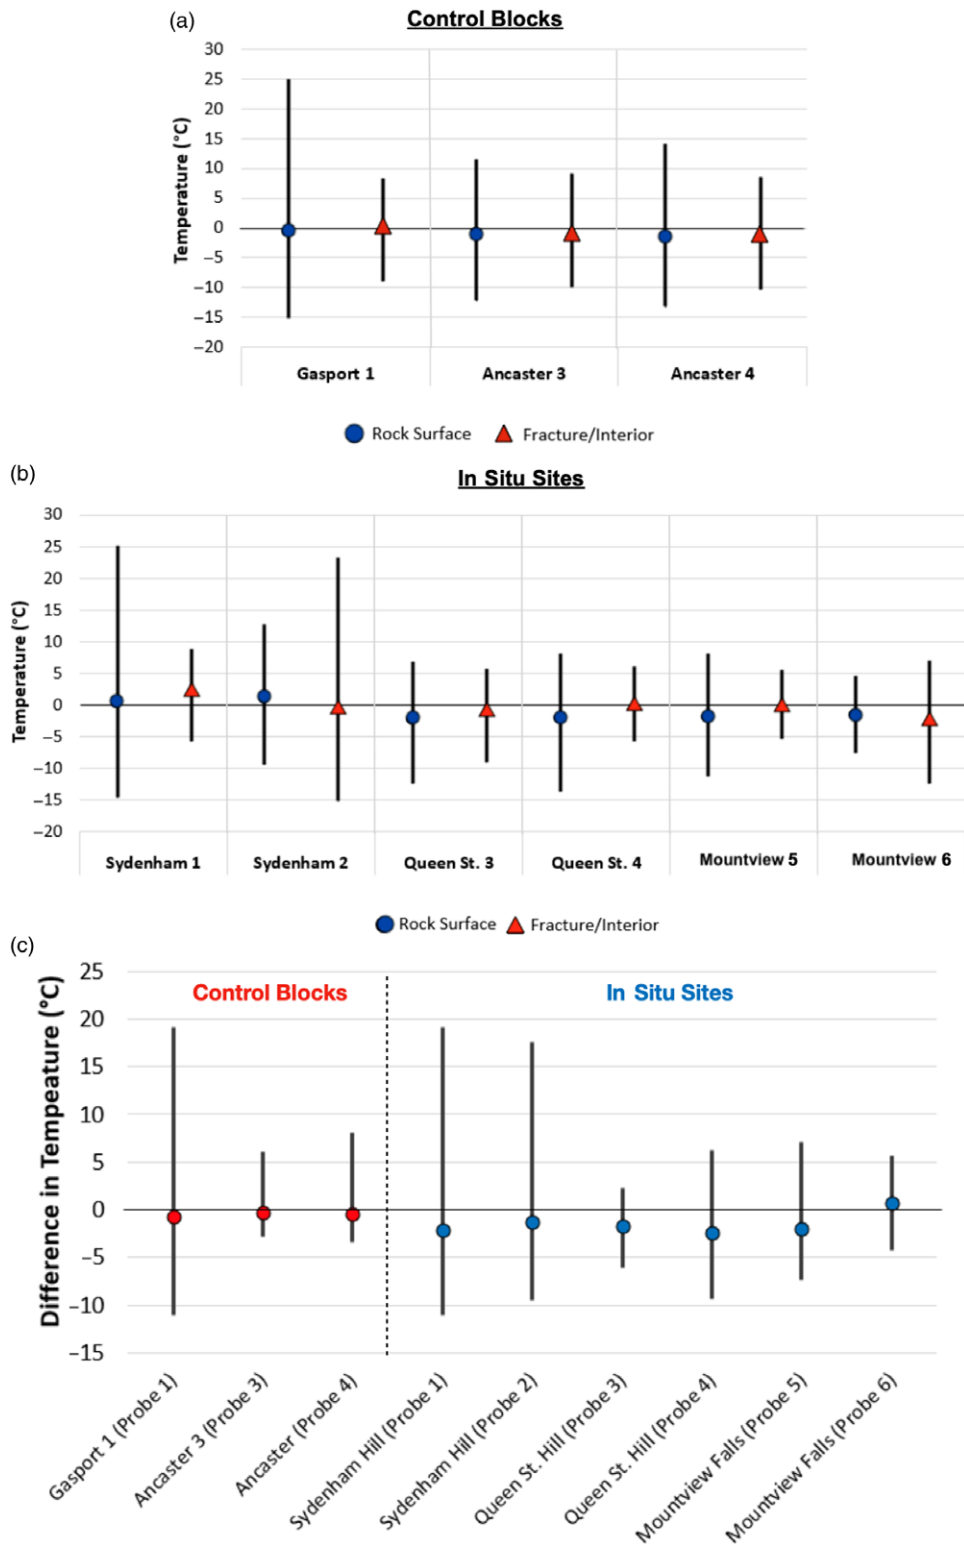 (a)
Control Blocks
Temperature (°C)
30
25
20
15
10
5
0
−5
−10
−15
−20
Gasport 1
Ancaster 3
Ancaster 4
Rock Surface
Fracture/Interior
(b)
In Situ Sites
Temperature (°C)
30
25
20
15
10
5
0
−5
−10
−15
−20
Sydenham 1
Sydenham 2
Queen St. 3
Queen St. 4
Mountview 5
Mountview 6
Rock Surface
Fracture/Interior
(c)
Difference in Tempeature (°C)
25
20
15
10
5
0
−5
−10
−15
Control Blocks
In Situ Sites
Gasport 1 (Probe 1)
Ancaster 3 (Probe 3)
Ancaster (Probe 4)
Sydenham Hill (Probe 1)
Sydenham Hill (Probe 2)
Queen St. Hill (Probe 3)
Queen St. Hill (Probe 4)
Mountview Falls (Probe 5)
Mountview Falls (Probe 6)